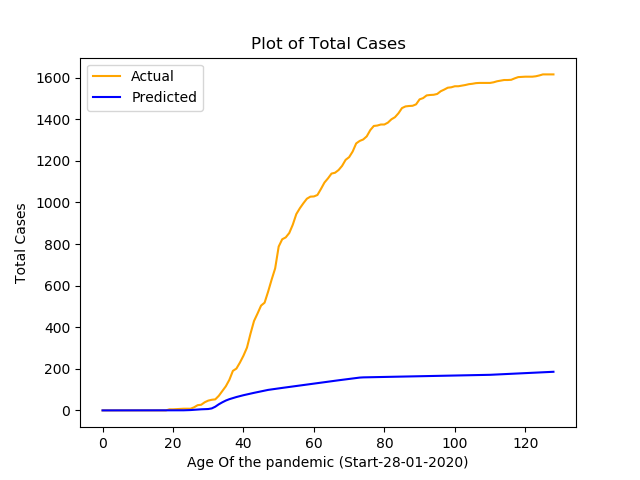 Plot of Total Cases
Actual
Predicted
1600
1400
1200
1000
800
600
400
200
0
Total Cases
0 20 40 60 80 100 120
Age Of the pandemic (Start-28-01-2020)